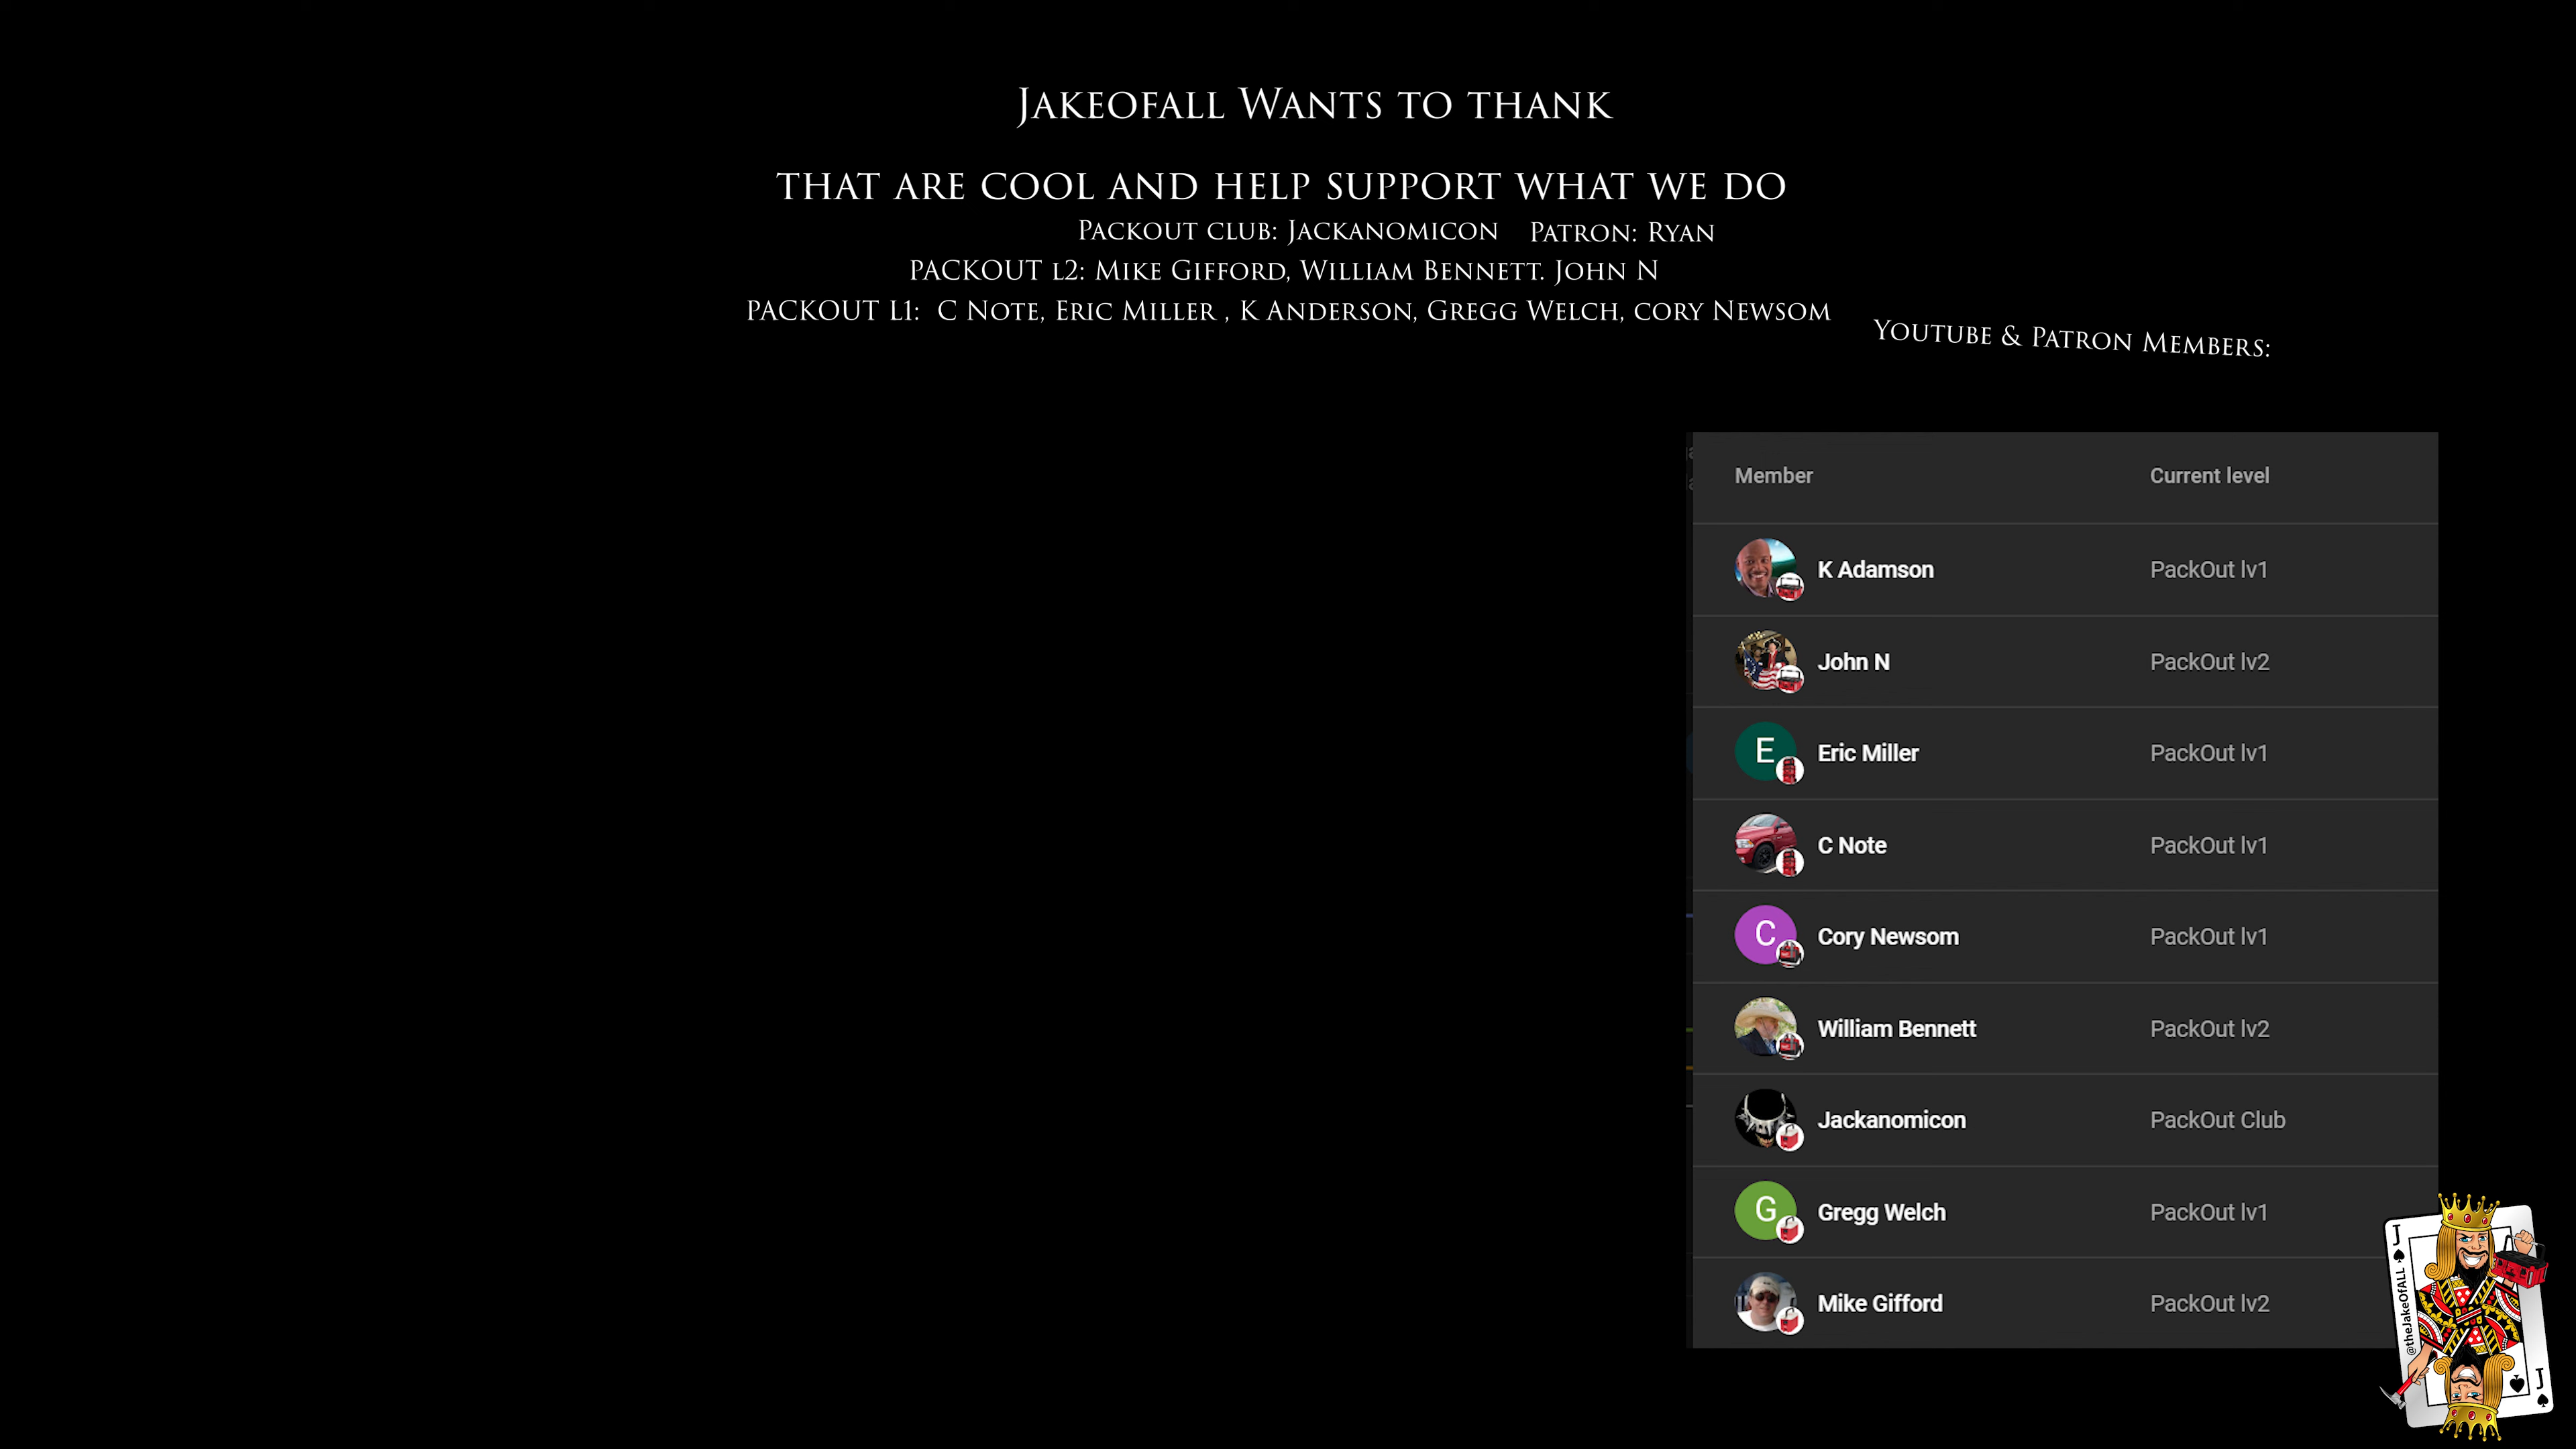 Jakeofall Wants to thank
that are cool and help support what we do
Packout club: Jackanomicon Patron: Ryan
PACKOUT L2: Mike Gifford, William Bennett. John N
PACKOUT L1: C Note, Eric Miller , K Anderson, Gregg Welch, cory Newsom
Youtube & Patron Members:
Member Current level
K Adamson PackOut lv1
John N PackOut lv2
Eric Miller PackOut lv1
E
C Note PackOut lv1
Cory Newsom PackOut lv1
C
William Bennett PackOut lv2
Jackanomicon PackOut Club
Gregg Welch PackOut lv1
G
Mike Gifford PackOut lv2
J
@theJakeOfALL
J